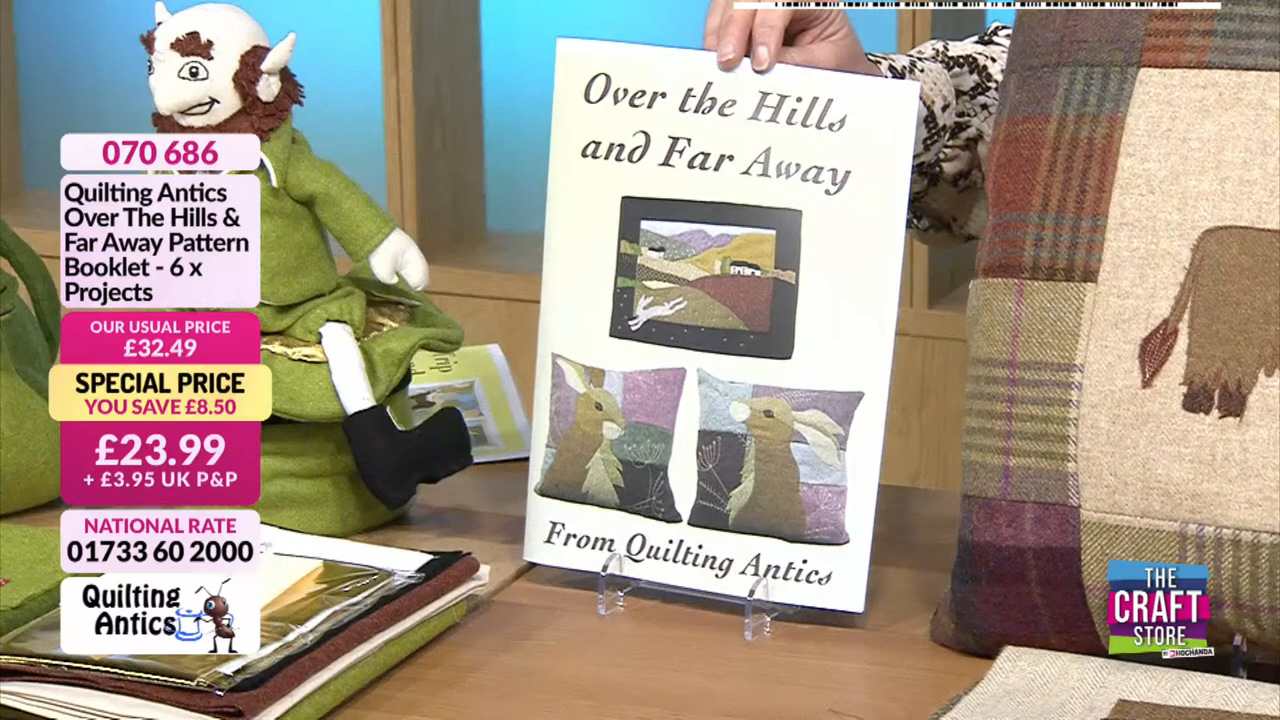 070 686
Quilting Antics
Over The Hills &
Far Away Pattern
Booklet - 6 x
Projects
OUR USUAL PRICE
£32.49
SPECIAL PRICE
YOU SAVE £8.50
£23.99
+ £3.95 UK P&P
NATIONAL RATE
01733 60 2000
Quilting
Antics
Over the Hills
and Far Away
From Quilting Antics
THE
CRAFT
STORE
HOCHANDA